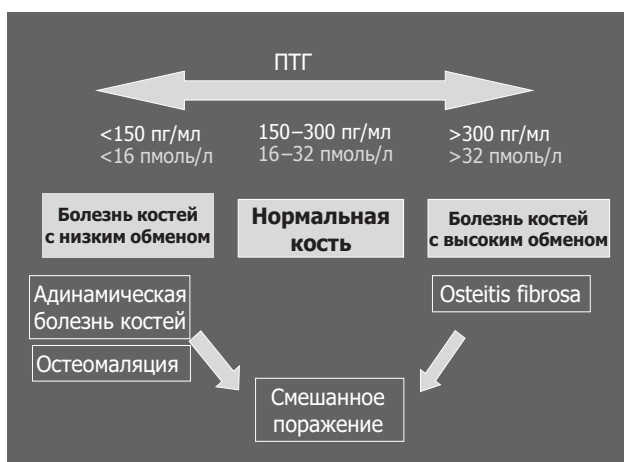 ПТГ
<150 пг/мл
<16 пмоль/л
150–300 пг/мл
16–32 пмоль/л
>300 пг/мл
>32 пмоль/л
Болезнь костей
с низким обменом
Нормальная
кость
Болезнь костей
с высоким обменом
Адинамическая
болезнь костей
Остеомаляция
Osteitis fibrosa
Смешанное
поражение